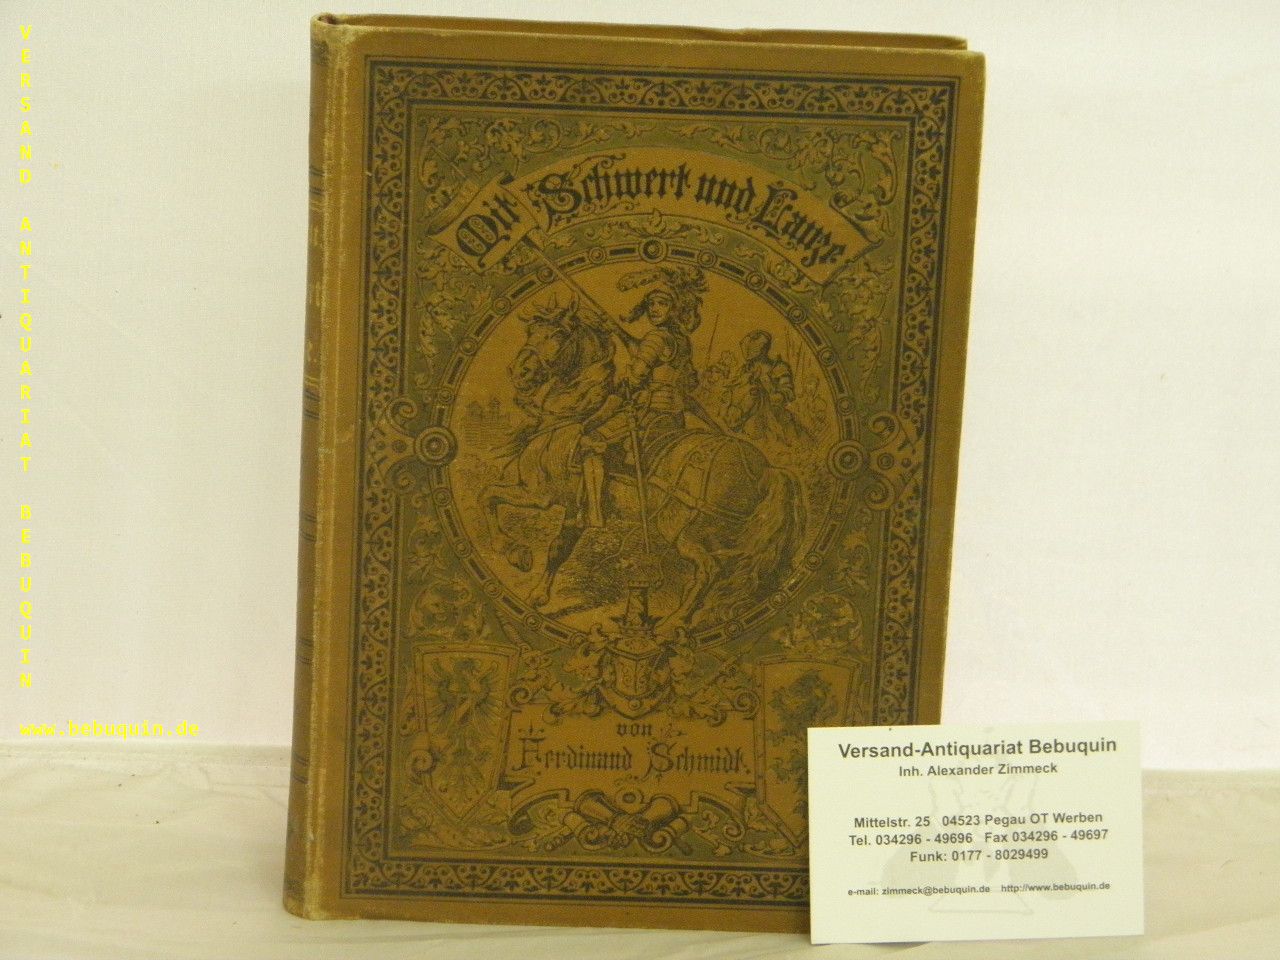 VERSAND ANTIQUARIAT BEBUQUIN
www.bebuquin.de
Mit Schwert und Lanze
von
Ferdinand Schmidt.
Versand-Antiquariat Bebuquin
Inh. Alexander Zimmeck
Mittelstr. 25 04523 Pegau OT Werben
Tel. 034296 - 49696 Fax 034296 - 49697
Funk: 0177 - 8029499
e-mail: zimmeck@bebuquin.de http://www.bebuquin.de